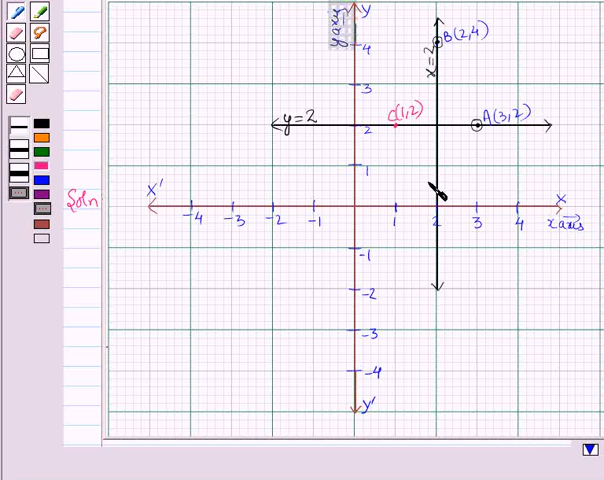 y axis
Y
B(2,4)
4
x=2
3
C(1,2)
A(3,2)
y=2
2
1
X'
X
Soln
-4 -3 -2 -1 1 2 3 4
x axis
-1
-2
-3
-4
Y'